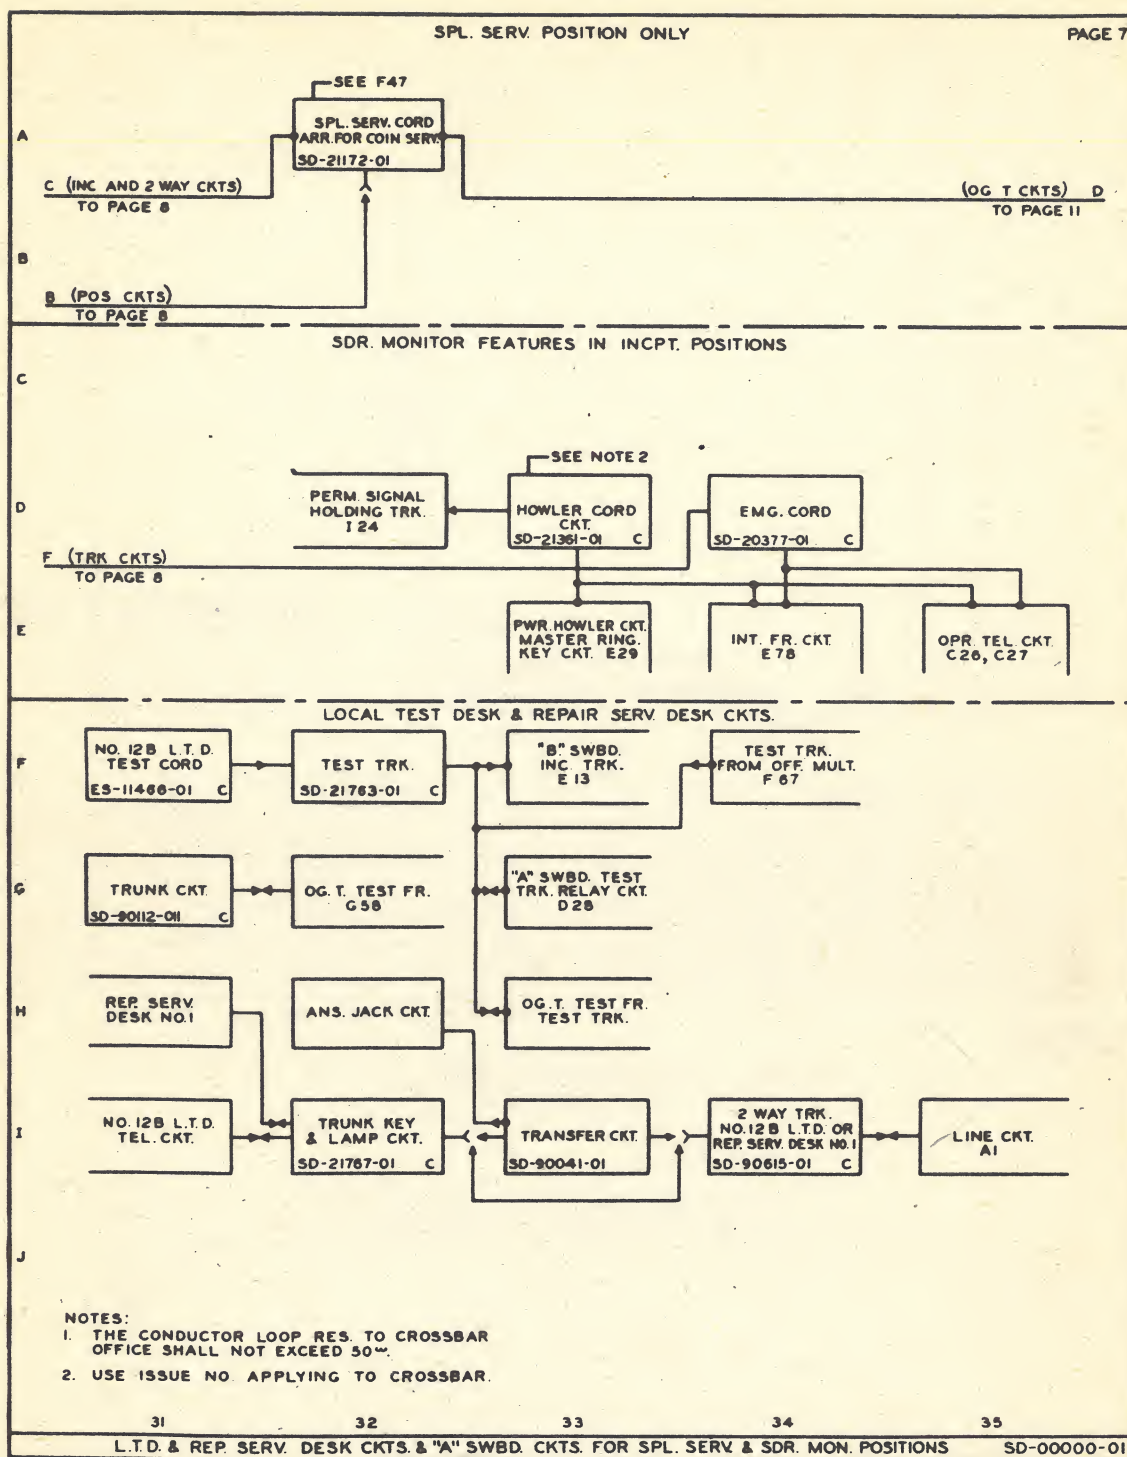 SPL. SERV. POSITION ONLY
PAGE 7
SEE F47
A
SPL. SERV. CORD
ARR. FOR COIN SERV.
SD-21172-01
C (INC AND 2 WAY CKTS)
TO PAGE 8
(OG T CKTS) D
TO PAGE 11
B
B (POS CKTS)
TO PAGE 8
SDR. MONITOR FEATURES IN INCPT. POSITIONS
C
SEE NOTE 2
D
PERM. SIGNAL
HOLDING TRK.
I 24
HOWLER CORD
CKT.
SD-21361-01 C
EMG. CORD
SD-20377-01 C
F (TRK CKTS)
TO PAGE 8
E
PWR. HOWLER CKT.
MASTER RING.
KEY CKT. E29
INT. FR. CKT.
E78
OPR. TEL. CKT.
C26, C27
LOCAL TEST DESK & REPAIR SERV. DESK CKTS.
F
NO. 12B L.T.D.
TEST CORD
ES-11466-01 C
TEST TRK.
SD-21763-01 C
"B" SWBD.
INC. TRK.
E 13
TEST TRK.
FROM OFF. MULT.
F 67
G
TRUNK CKT.
SD-90112-011 C
OG. T. TEST FR.
G58
"A" SWBD. TEST
TRK. RELAY CKT.
D28
H
REP. SERV.
DESK NO. 1
ANS. JACK CKT.
OG. T. TEST FR.
TEST TRK.
I
NO. 12B L.T.D.
TEL. CKT.
TRUNK KEY
& LAMP CKT.
SD-21767-01 C
TRANSFER CKT.
SD-90041-01
2 WAY TRK.
NO. 12B L.T.D. OR
REP. SERV. DESK NO. 1
SD-90615-01 C
LINE CKT.
A1
J
NOTES:
1. THE CONDUCTOR LOOP RES. TO CROSSBAR
OFFICE SHALL NOT EXCEED 50ω.
2. USE ISSUE NO. APPLYING TO CROSSBAR.
31 32 33 34 35
L.T.D. & REP. SERV. DESK CKTS. & "A" SWBD. CKTS. FOR SPL. SERV. & SDR. MON. POSITIONS SD-00000-01